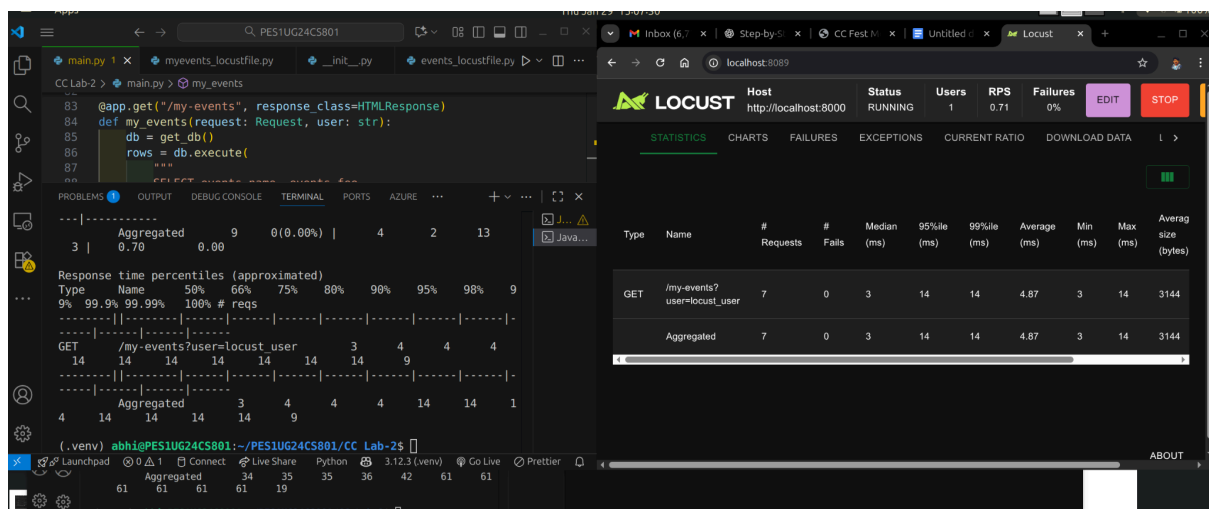 Apps
Thu Jan 29 15:07:30
PES1UG24CS801
main.py 1
myevents_locustfile.py
__init__.py
events_locustfile.py
CC Lab-2 > main.py > my_events
83 @app.get("/my-events", response_class=HTMLResponse)
84 def my_events(request: Request, user: str):
85 db = get_db()
86 rows = db.execute(
87 """
88 SELECT events.name, events.fee
PROBLEMS 1 OUTPUT DEBUG CONSOLE TERMINAL PORTS AZURE
---|-----------
Aggregated 9 0(0.00%) | 4 2 13
3 | 0.70 0.00
Response time percentiles (approximated)
Type Name 50% 66% 75% 80% 90% 95% 98% 9
9% 99.9% 99.99% 100% # reqs
--------||--------|------|------|------|------|------|------|-
-----|------|------|------
GET /my-events?user=locust_user 3 4 4 4
14 14 14 14 14 14 9
--------||--------|------|------|------|------|------|------|-
-----|------|------|------
Aggregated 3 4 4 4 14 14 1
4 14 14 14 14 9
(.venv) abhi@PES1UG24CS801:~/PES1UG24CS801/CC Lab-2$
J...
Java...
Launchpad 0 1 Connect Live Share Python 3.12.3 (.venv) Go Live Prettier
Aggregated 34 35 35 36 42 61 61
61 61 61 61 19
Inbox (6,7
Step-by-S
CC Fest M
Untitled d
Locust
localhost:8089
LOCUST
Host
http://localhost:8000
Status
RUNNING
Users
1
RPS
0.71
Failures
0%
EDIT
STOP
STATISTICS CHARTS FAILURES EXCEPTIONS CURRENT RATIO DOWNLOAD DATA L
Type Name # Requests # Fails Median (ms) 95%ile (ms) 99%ile (ms) Average (ms) Min (ms) Max (ms) Averag size (bytes)
GET /my-events?user=locust_user 7 0 3 14 14 4.87 3 14 3144
Aggregated 7 0 3 14 14 4.87 3 14 3144
ABOUT